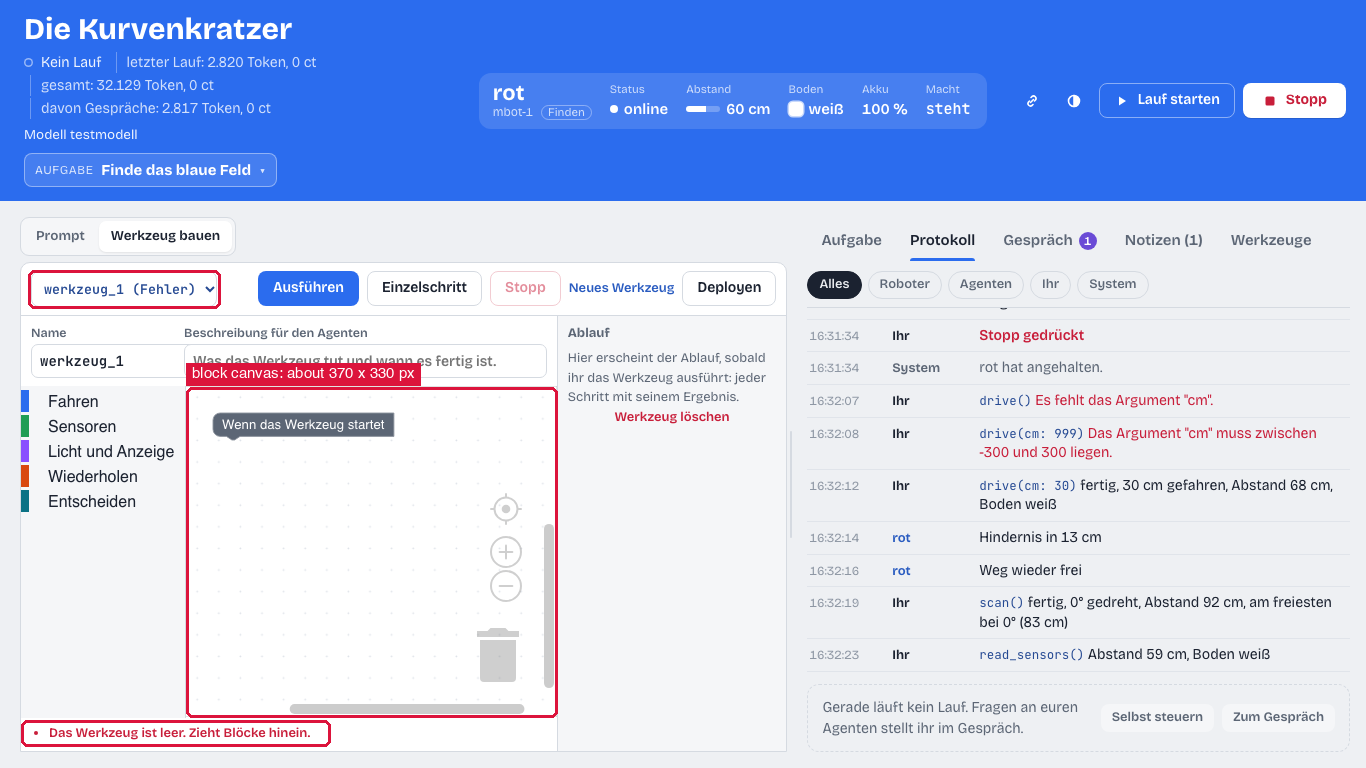 Die Kurvenkratzer
Kein Lauf
letzter Lauf: 2.820 Token, 0 ct
gesamt: 32.129 Token, 0 ct
davon Gespräche: 2.817 Token, 0 ct
Modell testmodell
AUFGABE Finde das blaue Feld
rot
mbot-1 Finden
Status
online
Abstand
60 cm
Boden
weiß
Akku
100 %
Macht
steht
Lauf starten
Stopp
Prompt
Werkzeug bauen
werkzeug_1 (Fehler)
Ausführen
Einzelschritt
Stopp
Neues Werkzeug
Deployen
Name
Beschreibung für den Agenten
werkzeug_1
Was das Werkzeug tut und wann es fertig ist.
block canvas: about 370 x 330 px
Fahren
Sensoren
Licht und Anzeige
Wiederholen
Entscheiden
Wenn das Werkzeug startet
Das Werkzeug ist leer. Zieht Blöcke hinein.
Ablauf
Hier erscheint der Ablauf, sobald
ihr das Werkzeug ausführt: jeder
Schritt mit seinem Ergebnis.
Werkzeug löschen
Aufgabe
Protokoll
Gespräch 1
Notizen (1)
Werkzeuge
Alles
Roboter
Agenten
Ihr
System
16:31:34 Ihr Stopp gedrückt
16:31:34 System rot hat angehalten.
16:32:07 Ihr drive() Es fehlt das Argument "cm".
16:32:08 Ihr drive(cm: 999) Das Argument "cm" muss zwischen
-300 und 300 liegen.
16:32:12 Ihr drive(cm: 30) fertig, 30 cm gefahren, Abstand 68 cm,
Boden weiß
16:32:14 rot Hindernis in 13 cm
16:32:16 rot Weg wieder frei
16:32:19 Ihr scan() fertig, 0° gedreht, Abstand 92 cm, am freiesten
bei 0° (83 cm)
16:32:23 Ihr read_sensors() Abstand 59 cm, Boden weiß
Gerade läuft kein Lauf. Fragen an euren
Agenten stellt ihr im Gespräch.
Selbst steuern
Zum Gespräch